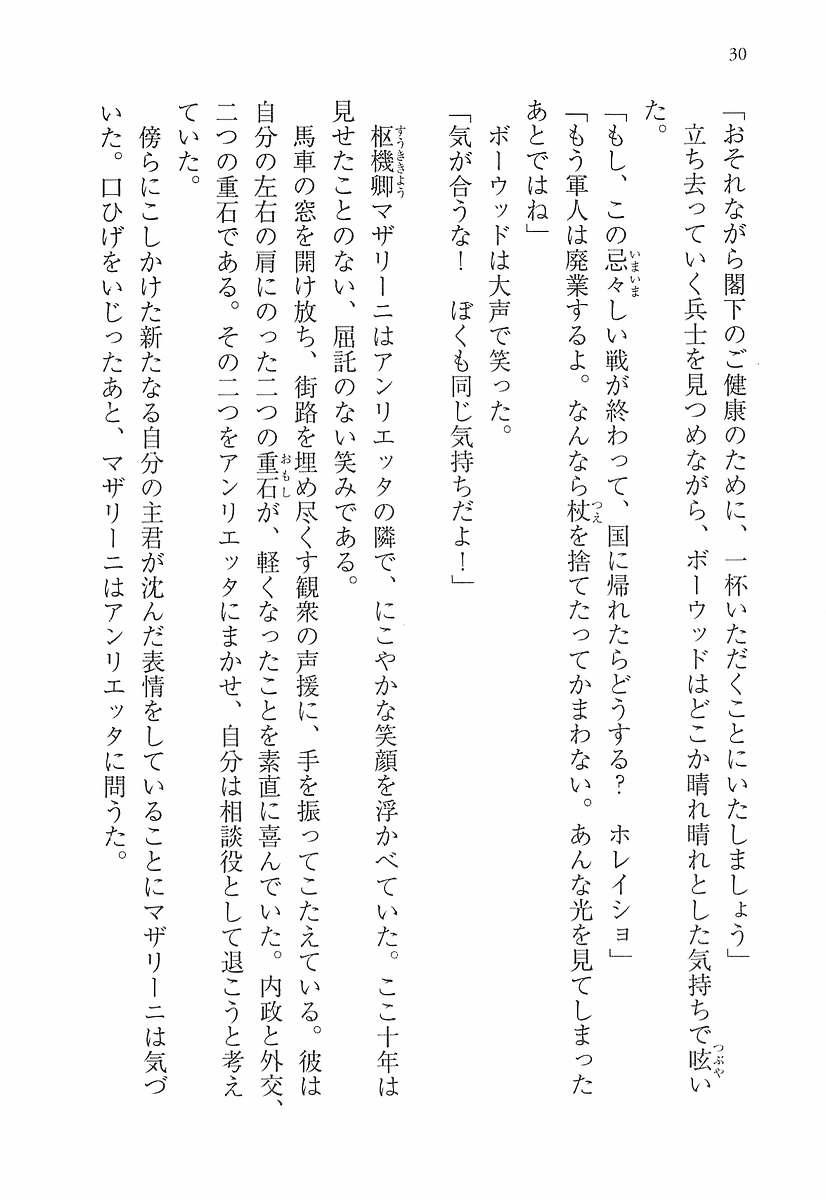 30
「おそれながら閣下のご健康のために、一杯いただくことにいたしましょう」
　立ち去っていく兵士を見つめながら、ボーウッドはどこか晴れ晴れとした気持ちで呟い
た。
「もし、この忌々しい戦が終わって、国に帰れたらどうする？　ホレイショ」
「もう軍人は廃業するよ。なんなら杖を捨てたってかまわない。あんな光を見てしまった
あとではね」
　ボーウッドは大声で笑った。
「気が合うな！　ぼくも同じ気持ちだよ！」
　枢機卿マザリーニはアンリエッタの隣で、にこやかな笑顔を浮かべていた。ここ十年は
見せたことのない、屈託のない笑みである。
　馬車の窓を開け放ち、街路を埋め尽くす観衆の声援に、手を振ってこたえている。彼は
自分の左右の肩にのった二つの重石が、軽くなったことを素直に喜んでいた。内政と外交、
二つの重石である。その二つをアンリエッタにまかせ、自分は相談役として退こうと考え
ていた。
　傍らにこしかけた新たなる自分の主君が沈んだ表情をしていることにマザリーニは気づ
いた。口ひげをいじったあと、マザリーニはアンリエッタに問うた。